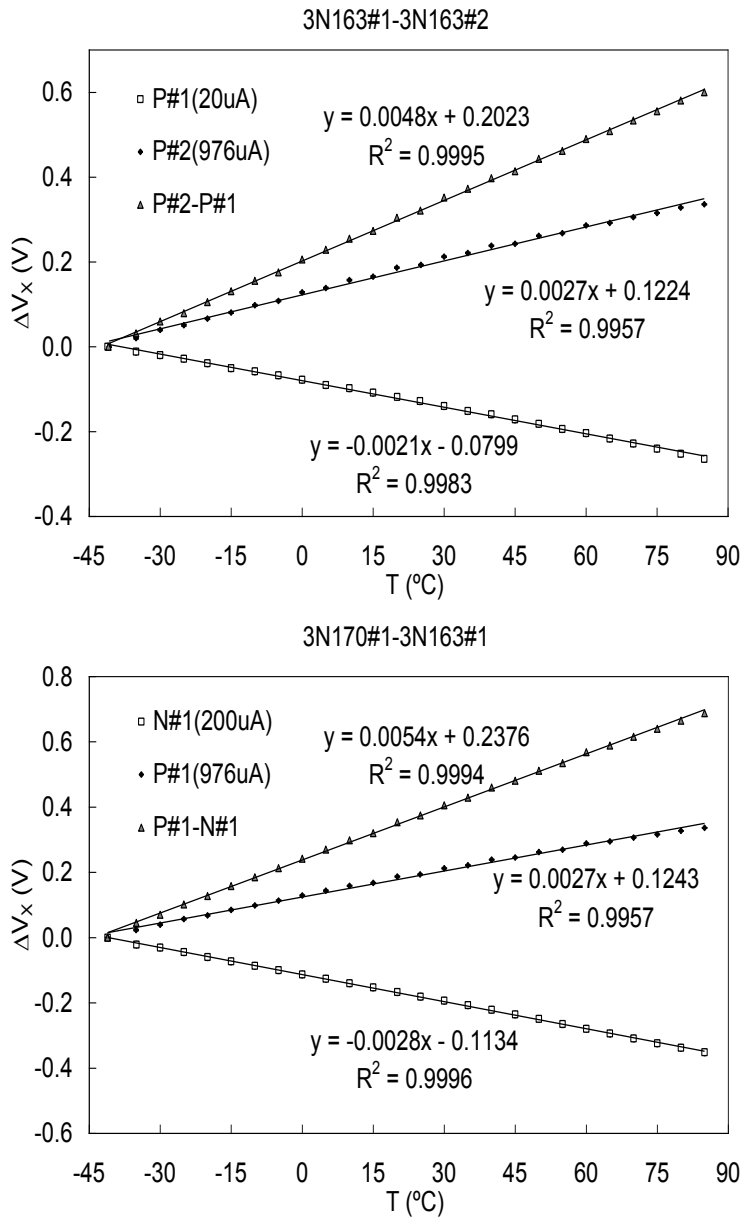 3N163#1-3N163#2
0.6
0.4
0.2
0.0
-0.2
-0.4
ΔVX (V)
P#1(20uA)
P#2(976uA)
P#2-P#1
y = 0.0048x + 0.2023
R2 = 0.9995
y = 0.0027x + 0.1224
R2 = 0.9957
y = -0.0021x - 0.0799
R2 = 0.9983
-45 -30 -15 0 15 30 45 60 75 90
T (ºC)
3N170#1-3N163#1
0.8
0.6
0.4
0.2
0.0
-0.2
-0.4
-0.6
ΔVX (V)
N#1(200uA)
P#1(976uA)
P#1-N#1
y = 0.0054x + 0.2376
R2 = 0.9994
y = 0.0027x + 0.1243
R2 = 0.9957
y = -0.0028x - 0.1134
R2 = 0.9996
-45 -30 -15 0 15 30 45 60 75 90
T (ºC)